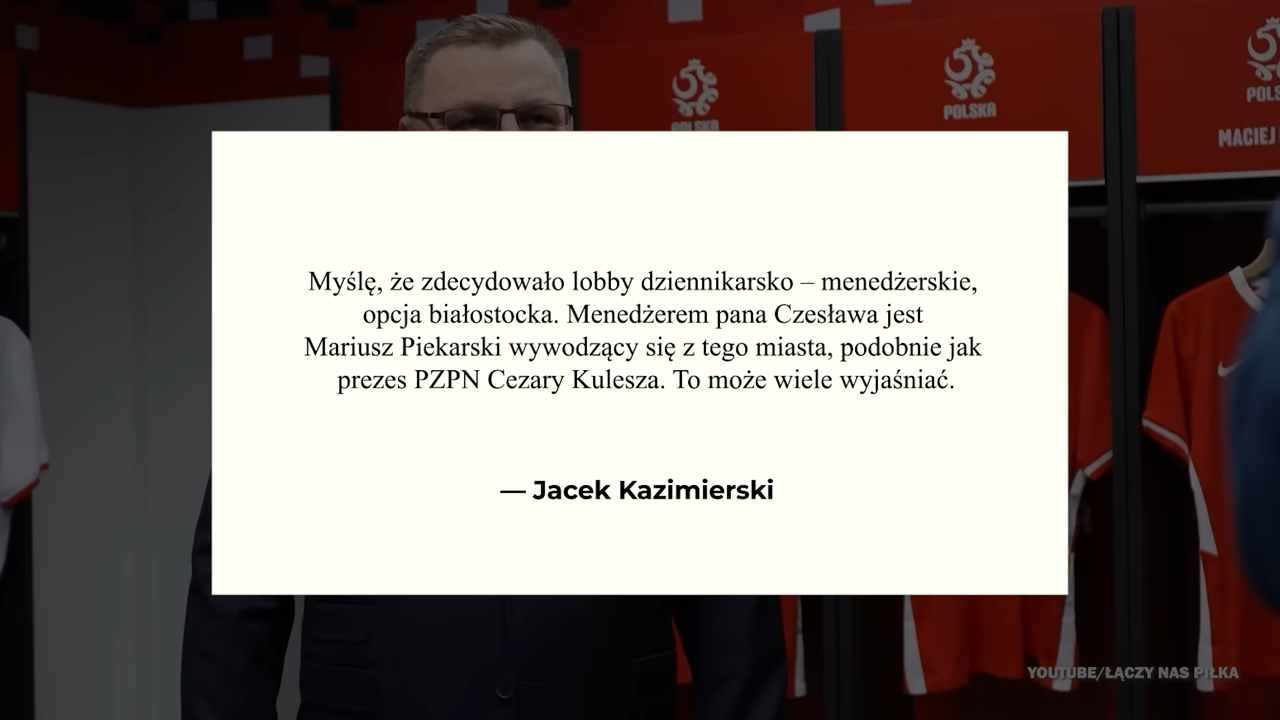 POLSKA
POLSKA
POLS
MACIEJ
Myślę, że zdecydowało lobby dziennikarsko – menedżerskie,
opcja białostocka. Menedżerem pana Czesława jest
Mariusz Piekarski wywodzący się z tego miasta, podobnie jak
prezes PZPN Cezary Kulesza. To może wiele wyjaśniać.
— Jacek Kazimierski
YOUTUBE/ŁĄCZY NAS PIŁKA